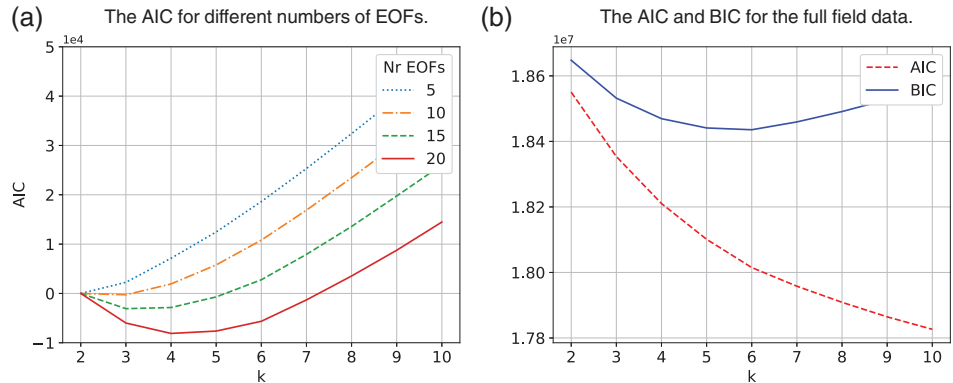 (a)
The AIC for different numbers of EOFs.
1e4
5
4
3
2
1
0
−1
AIC
2 3 4 5 6 7 8 9 10
k
Nr EOFs
5
10
15
20
(b)
The AIC and BIC for the full field data.
1e7
1.86
1.84
1.82
1.80
1.78
2 3 4 5 6 7 8 9 10
k
AIC
BIC